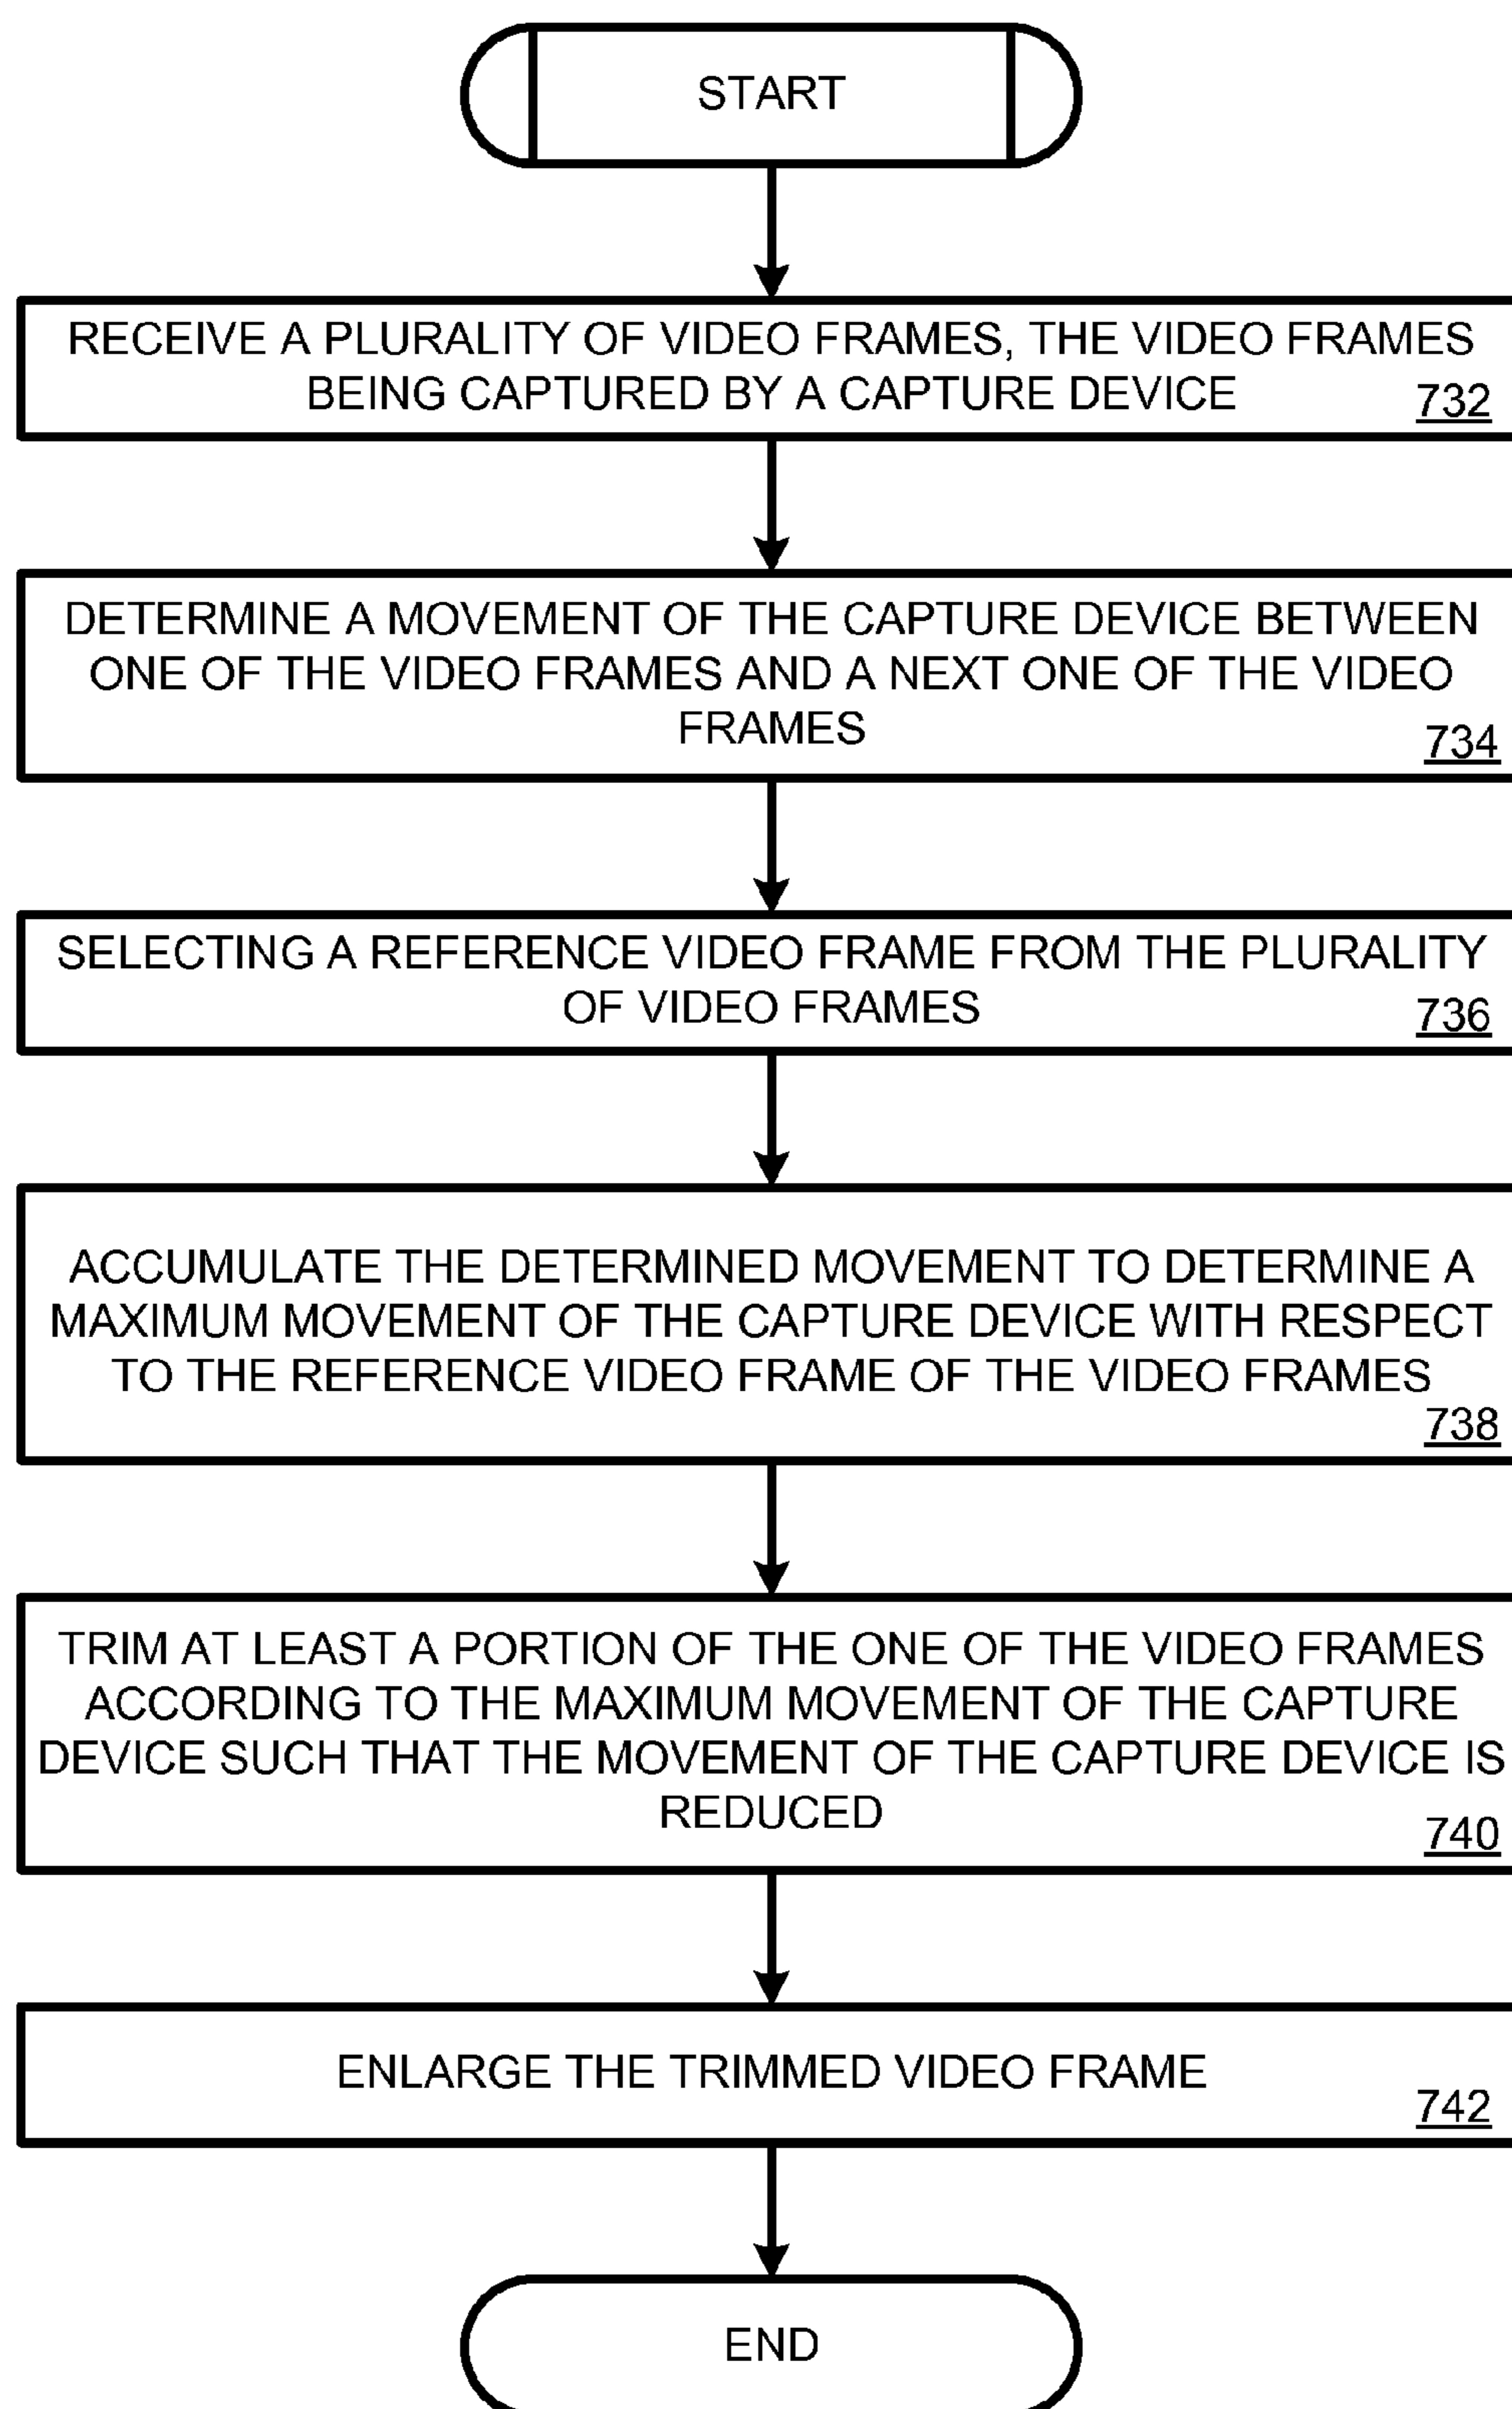 START
RECEIVE A PLURALITY OF VIDEO FRAMES, THE VIDEO FRAMES
BEING CAPTURED BY A CAPTURE DEVICE
732
DETERMINE A MOVEMENT OF THE CAPTURE DEVICE BETWEEN
ONE OF THE VIDEO FRAMES AND A NEXT ONE OF THE VIDEO
FRAMES
734
SELECTING A REFERENCE VIDEO FRAME FROM THE PLURALITY
OF VIDEO FRAMES
736
ACCUMULATE THE DETERMINED MOVEMENT TO DETERMINE A
MAXIMUM MOVEMENT OF THE CAPTURE DEVICE WITH RESPECT
TO THE REFERENCE VIDEO FRAME OF THE VIDEO FRAMES
738
TRIM AT LEAST A PORTION OF THE ONE OF THE VIDEO FRAMES
ACCORDING TO THE MAXIMUM MOVEMENT OF THE CAPTURE
DEVICE SUCH THAT THE MOVEMENT OF THE CAPTURE DEVICE IS
REDUCED
740
ENLARGE THE TRIMMED VIDEO FRAME
742
END